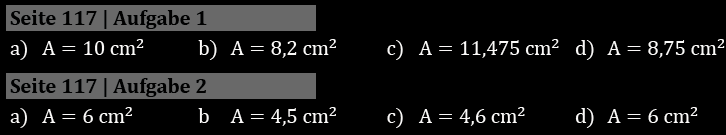 Seite 117 | Aufgabe 1
a) A = 10 cm² b) A = 8,2 cm² c) A = 11,475 cm² d) A = 8,75 cm²
Seite 117 | Aufgabe 2
a) A = 6 cm² b A = 4,5 cm² c) A = 4,6 cm² d) A = 6 cm²